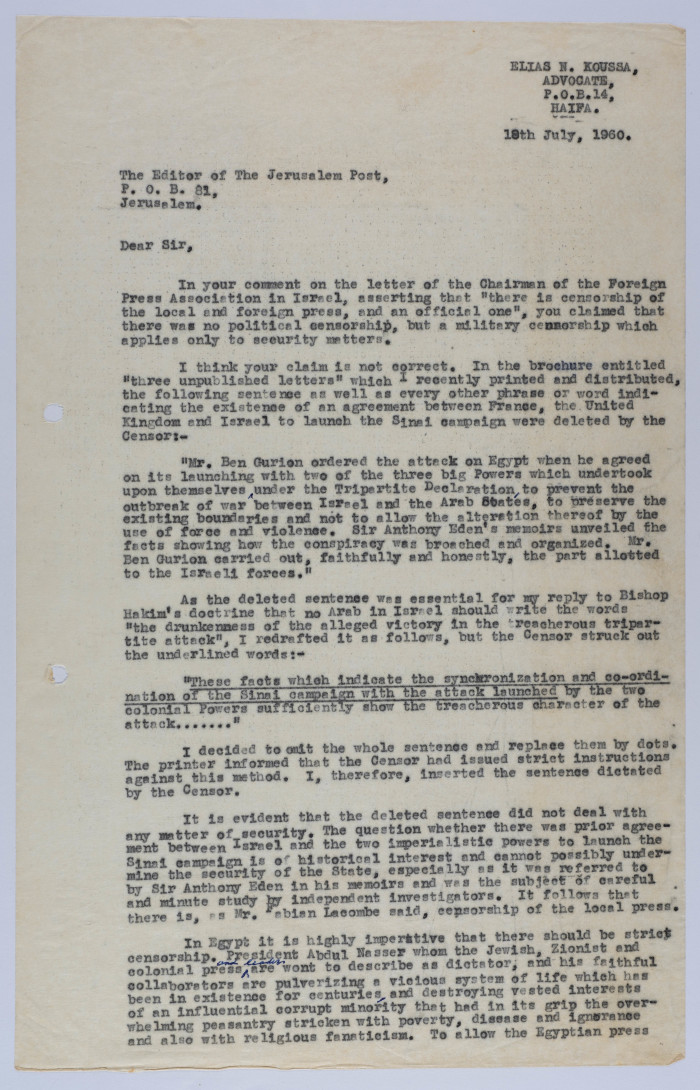 ELIAS N. KOUSSA,
ADVOCATE,
P.O.B.14,
HAIFA.
18th July, 1960.
The Editor of The Jerusalem Post,
P. O. B. 81,
Jerusalem.
Dear Sir,
In your comment on the letter of the Chairman of the Foreign
Press Association in Israel, asserting that "there is censorship of
the local and foreign press, and an official one", you claimed that
there was no political censorship, but a military censorship which
applies only to security matters.
I think your claim is not correct. In the brochure entitled
"three unpublished letters" which I recently printed and distributed,
the following sentence as well as every other phrase or word indi-
cating the existence of an agreement between France, the United
Kingdom and Israel to launch the Sinai campaign were deleted by the
Censor:-
"Mr. Ben Gurion ordered the attack on Egypt when he agreed
on its launching with two of the three big Powers which undertook
upon themselves, under the Tripartite Declaration, to prevent the
outbreak of war between Israel and the Arab States, to preserve the
existing boundaries and not to allow the alteration thereof by the
use of force and violence. Sir Anthony Eden's memoirs unveiled the
facts showing how the conspiracy was broached and organized. Mr.
Ben Gurion carried out, faithfully and honestly, the part allotted
to the Israeli forces."
As the deleted sentence was essential for my reply to Bishop
Hakim's doctrine that no Arab in Israel should write the words
"the drunkenness of the alleged victory in the treacherous tripar-
tite attack", I redrafted it as follows, but the Censor struck out
the underlined words:-
"These facts which indicate the synchronization and co-ordi-
nation of the Sinai campaign with the attack launched by the two
colonial Powers sufficiently show the treacherous character of the
attack......."
I decided to omit the whole sentence and replace them by dots.
The printer informed that the Censor had issued strict instructions
against this method. I, therefore, inserted the sentence dictated
by the Censor.
It is evident that the deleted sentence did not deal with
any matter of security. The question whether there was prior agree-
ment between Israel and the two imperialistic powers to launch the
Sinai campaign is of historical interest and cannot possibly under-
mine the security of the State, especially as it was referred to
by Sir Anthony Eden in his memoirs and was the subject of careful
and minute study by independent investigators. It follows that
there is, as Mr. Fabian Lacombe said, censorship of the local press.
In Egypt it is highly imperative that there should be strict
censorship. President Abdul Nasser whom the Jewish, Zionist and
colonial press and leaders are wont to describe as dictator, and his faithful
collaborators are pulverizing a vicious system of life which has
been in existence for centuries, and destroying vested interests
of an influential corrupt minority that had in its grip the over-
whelming peasantry stricken with poverty, disease and ignorance
and also with religious fanaticism. To allow the Egyptian press